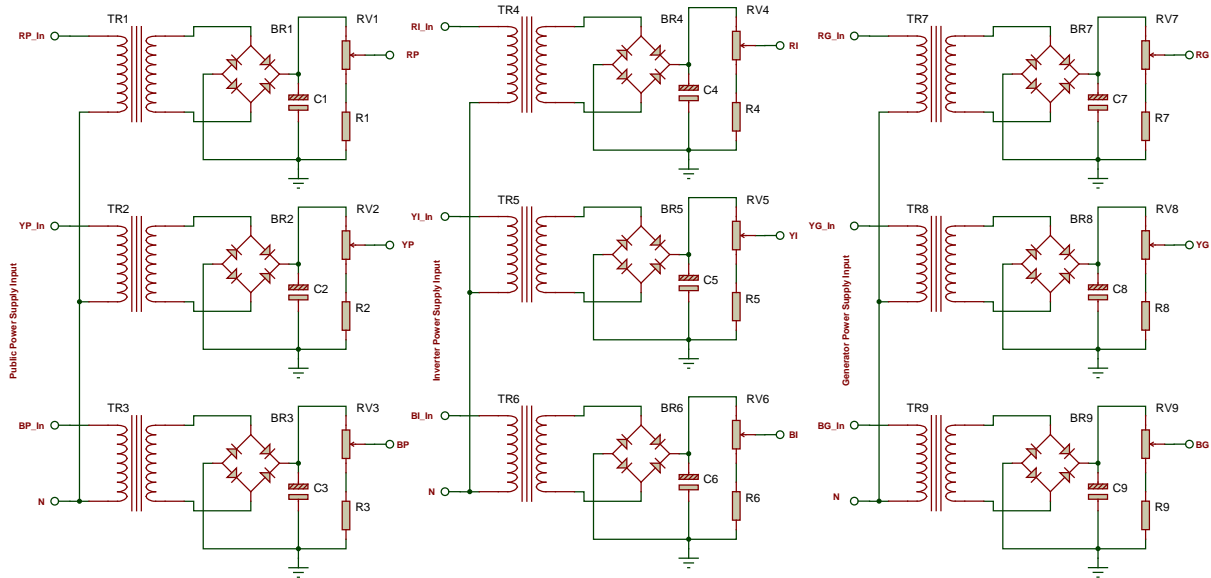 TR1
BR1
RV1
RP_In
RP
C1
R1
TR2
BR2
RV2
YP_In
YP
C2
R2
Public Power Supply Input
TR3
BR3
RV3
BP_In
BP
C3
R3
N
TR4
BR4
RV4
RI_In
RI
C4
R4
TR5
BR5
RV5
YI_In
YI
C5
R5
Inverter Power Supply Input
TR6
BR6
RV6
BI_In
BI
C6
R6
N
TR7
BR7
RV7
RG_In
RG
C7
R7
TR8
BR8
RV8
YG_In
YG
C8
R8
Generator Power Supply Input
TR9
BR9
RV9
BG_In
BG
C9
R9
N